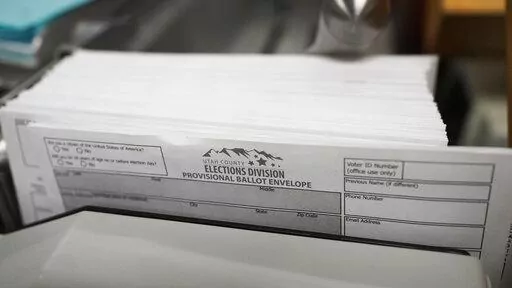 Are you a citizen of the United States of America?
Yes No
Will you be 18 years of age on or before election day?
Yes No
UTAH COUNTY
ELECTIONS DIVISION
PROVISIONAL BALLOT ENVELOPE
Voter ID Number
(office use only)
Previous Name (if different)
Middle
Phone Number
City
State
Zip Code
Email Address